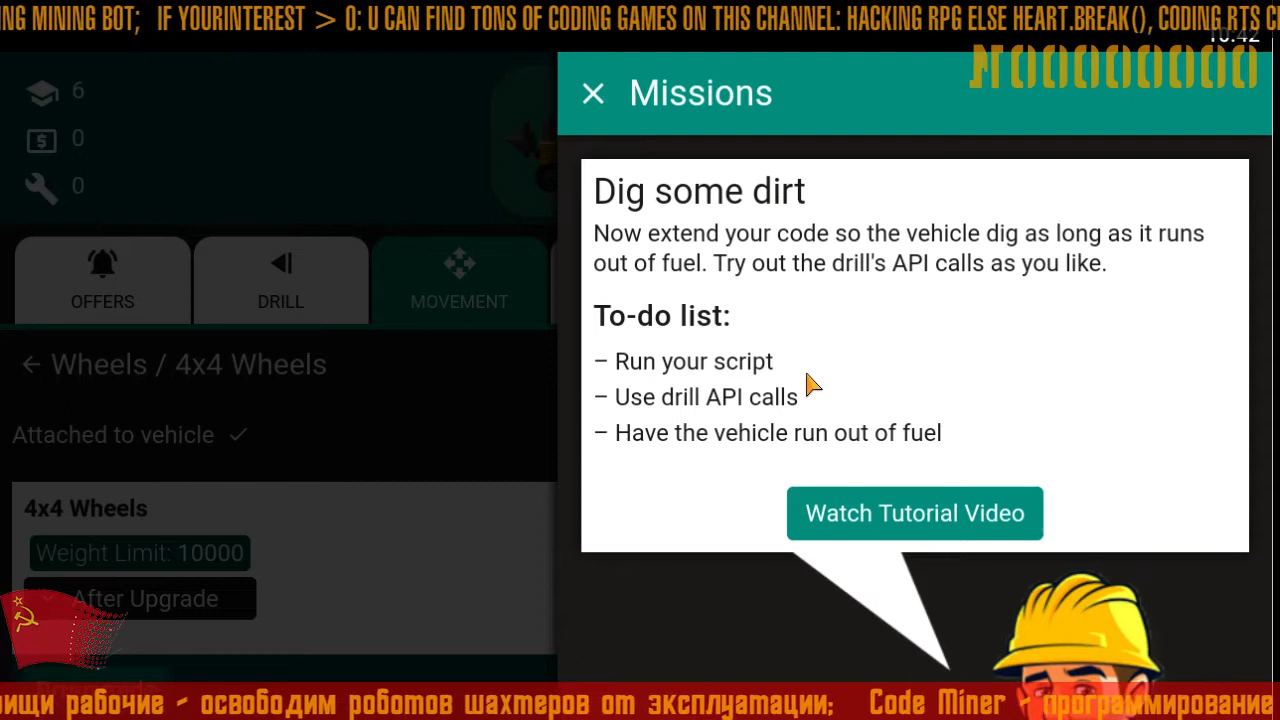 NG MINING BOT; IF YOURINTEREST > 0: U CAN FIND TONS OF CODING GAMES ON THIS CHANNEL: HACKING RPG ELSE HEART.BREAK(), CODING RTS C
10:42
N00000000
6
0
0
× Missions
Dig some dirt
Now extend your code so the vehicle dig as long as it runs
out of fuel. Try out the drill's API calls as you like.
To-do list:
– Run your script
– Use drill API calls
– Have the vehicle run out of fuel
Watch Tutorial Video
OFFERS
DRILL
MOVEMENT
← Wheels / 4x4 Wheels
Attached to vehicle ✓
4x4 Wheels
Weight Limit: 10000
After Upgrade
ищи рабочие - освободим роботов шахтеров от эксплуатации; Code Miner - программирование